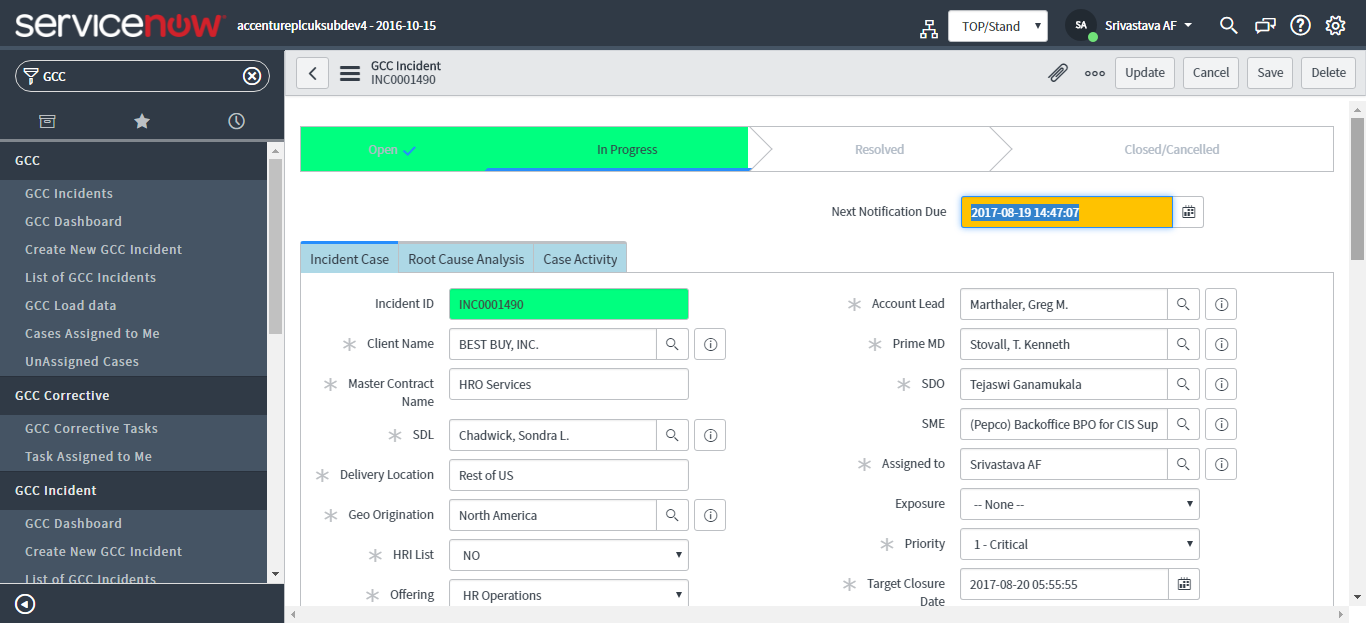 servicenow
accentureplcuksubdev4 - 2016-10-15
TOP/Stand
SA
Srivastava AF
GCC
GCC Incident
INC0001490
Update
Cancel
Save
Delete
GCC
GCC Incidents
GCC Dashboard
Create New GCC Incident
List of GCC Incidents
GCC Load data
Cases Assigned to Me
UnAssigned Cases
GCC Corrective
GCC Corrective Tasks
Task Assigned to Me
GCC Incident
GCC Dashboard
Create New GCC Incident
List of GCC Incidents
Open
In Progress
Resolved
Closed/Cancelled
Next Notification Due
2017-08-19 14:47:07
Incident Case
Root Cause Analysis
Case Activity
Incident ID
INC0001490
Client Name
BEST BUY, INC.
Master Contract
Name
HRO Services
SDL
Chadwick, Sondra L.
Delivery Location
Rest of US
Geo Origination
North America
HRI List
NO
Offering
HR Operations
Account Lead
Marthaler, Greg M.
Prime MD
Stovall, T. Kenneth
SDO
Tejaswi Ganamukala
SME
(Pepco) Backoffice BPO for CIS Sup
Assigned to
Srivastava AF
Exposure
-- None --
Priority
1 - Critical
Target Closure
Date
2017-08-20 05:55:55